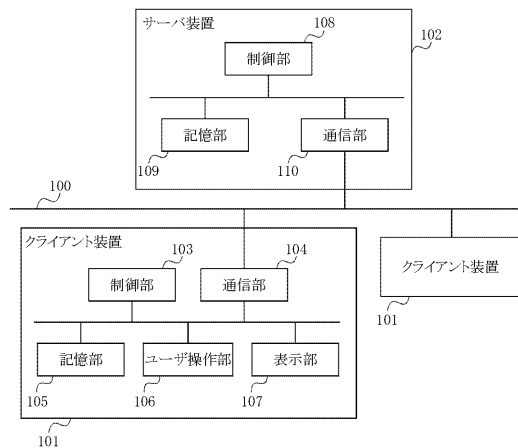 サーバ装置
108
102
制御部
記憶部
通信部
109
110
100
クライアント装置
103
104
制御部
通信部
クライアント装置
101
記憶部
ユーザ操作部
表示部
105
106
107
101